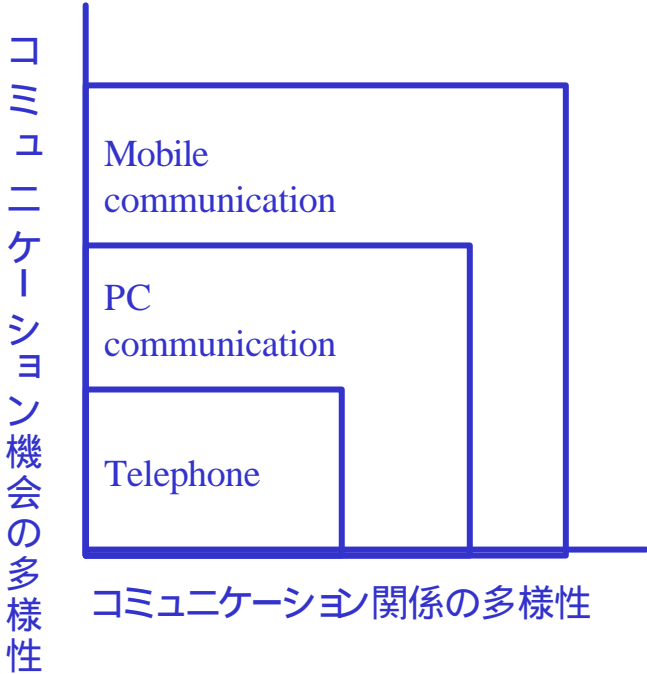 コミュニケーション機会の多様性
Mobile
communication
PC
communication
Telephone
コミュニケーション関係の多様性